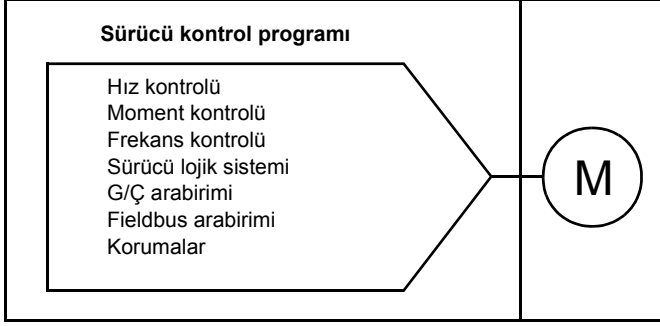 Sürücü kontrol programı
Hız kontrolü
Moment kontrolü
Frekans kontrolü
Sürücü lojik sistemi
G/Ç arabirimi
Fieldbus arabirimi
Korumalar
M